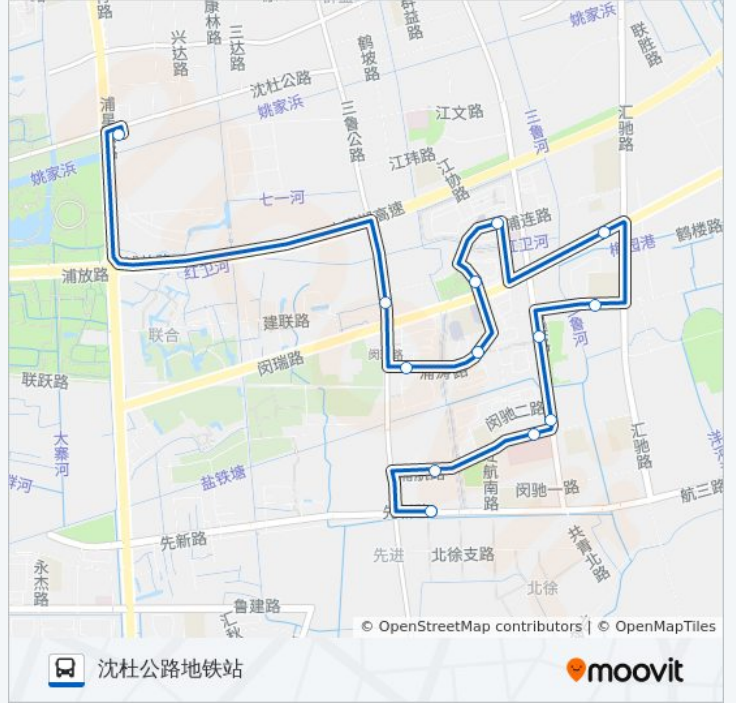 康林路
群益路
姚家浜
兴达路
三达路
鹤坡路
联胜路
沈杜公路
姚家浜
三鲁公路
江文路
三鲁河
汇驰路
江玮路
江协路
姚家浜
七一河
高速
浦连路
红卫河
鹤楼路
浦放路
红卫河
建联路
联合
闵瑞路
联跃路
闵驰二路
大寨河
盐铁塘
航南路
汇驰路
闵驰一路
航三路
先新路
先进
北徐支路
共青北路
永杰路
北徐
鲁建路
© OpenStreetMap contributors | © OpenMapTiles
沈杜公路地铁站
moovit